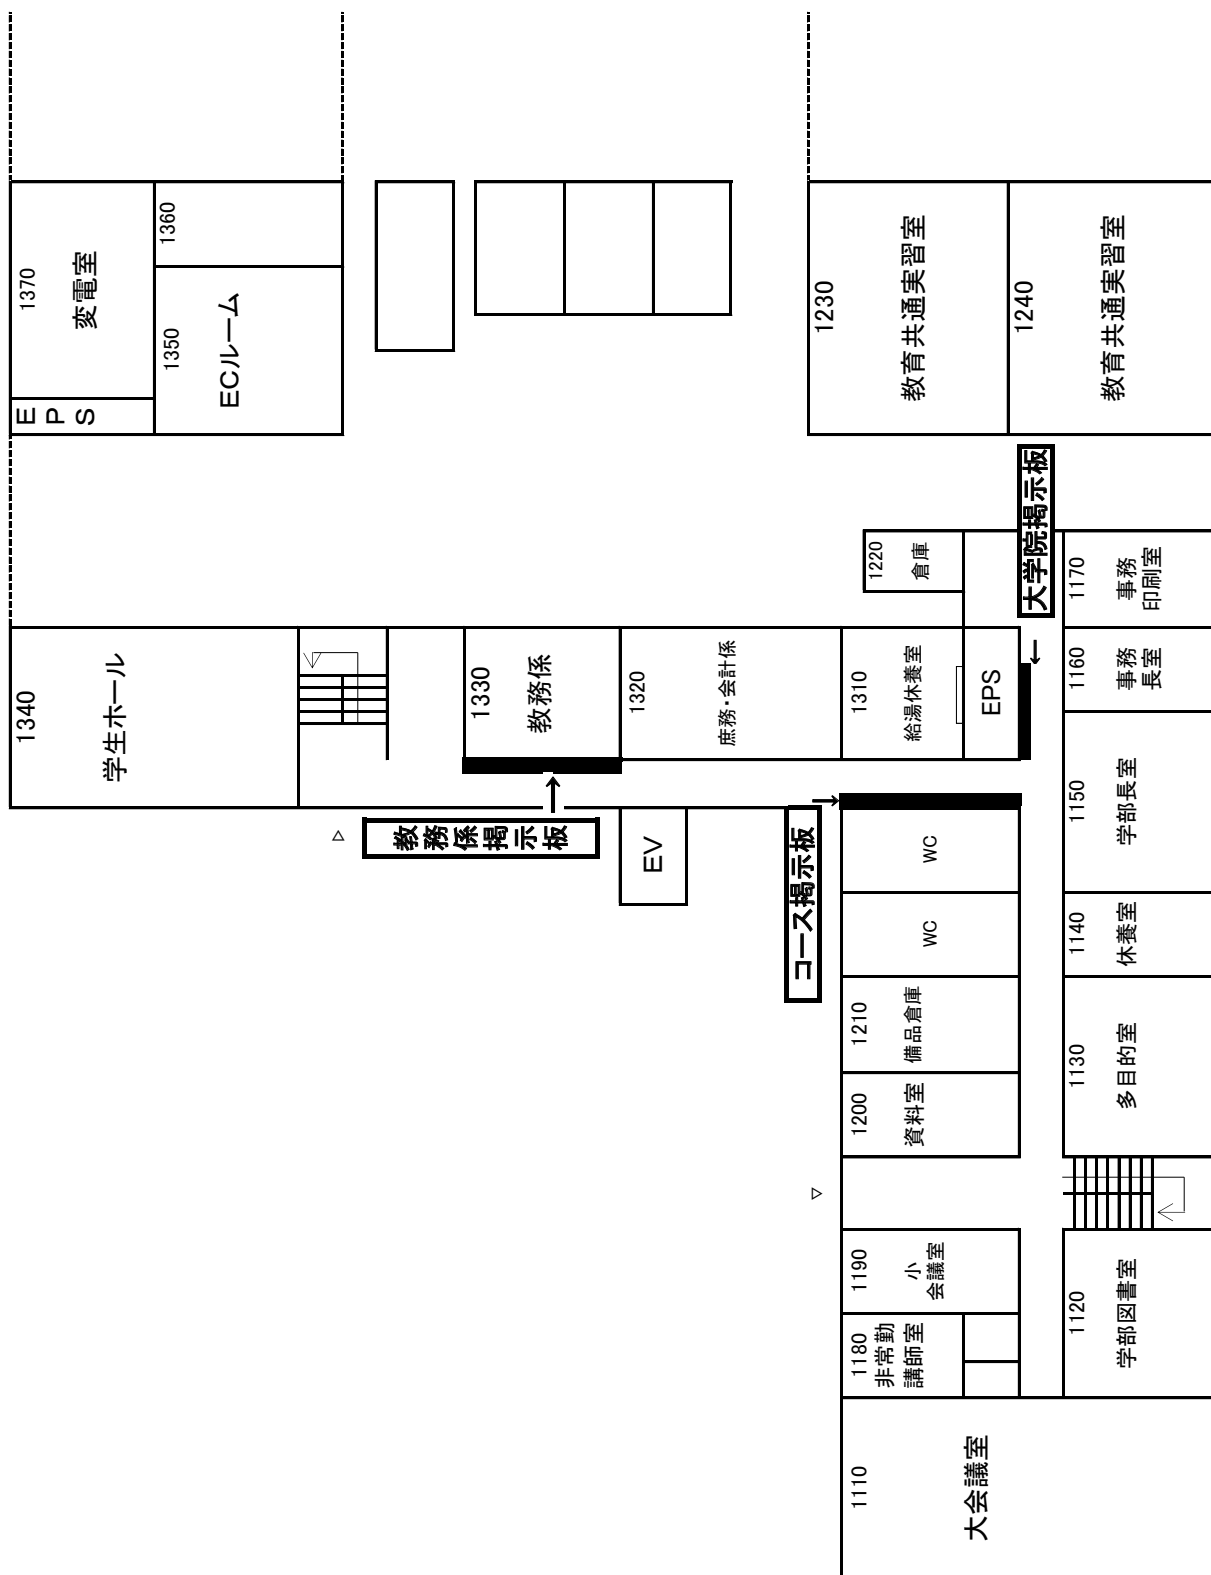 1370
変電室
EPS
1360
1350
ECルーム
1340
学生ホール
1330
教務係
1320
庶務・会計係
1310
給湯休養室
EPS
1220
倉庫
1230
教育共通実習室
1240
教育共通実習室
大学院掲示板
←
1170
事務
印刷室
1160
事務
長室
1150
学部長室
1140
休養室
1130
多目的室
1120
学部図書室
教務係掲示板
→
EV
コース掲示板
→
WC
WC
1210
備品倉庫
1200
資料室
1190
小
会議室
1180
非常勤
講師室
1110
大会議室